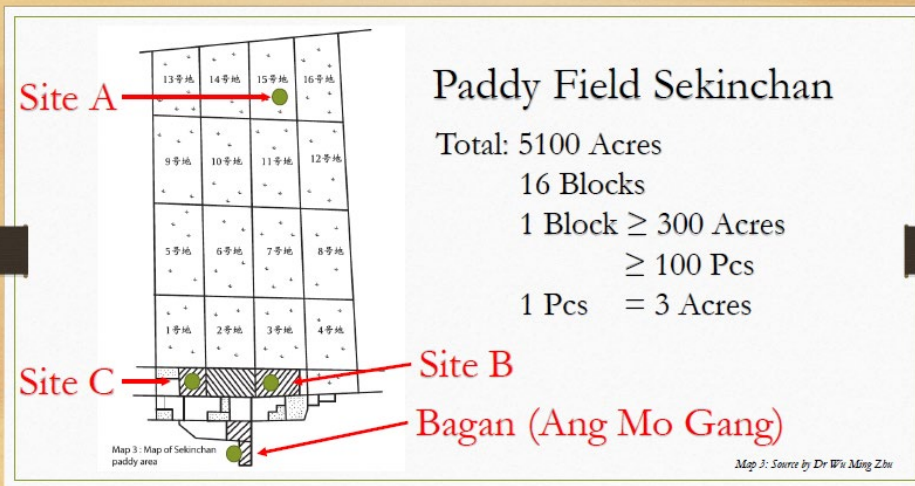 13号地 14号地 15号地 16号地
Site A
9号地 10号地 11号地 12号地
5号地 6号地 7号地 8号地
1号地 2号地 3号地 4号地
Site C
Site B
Bagan (Ang Mo Gang)
Map 3 : Map of Sekinchan
paddy area
Paddy Field Sekinchan
Total: 5100 Acres
16 Blocks
1 Block ≥ 300 Acres
≥ 100 Pcs
1 Pcs = 3 Acres
Map 3: Source by Dr Wu Ming Zhu